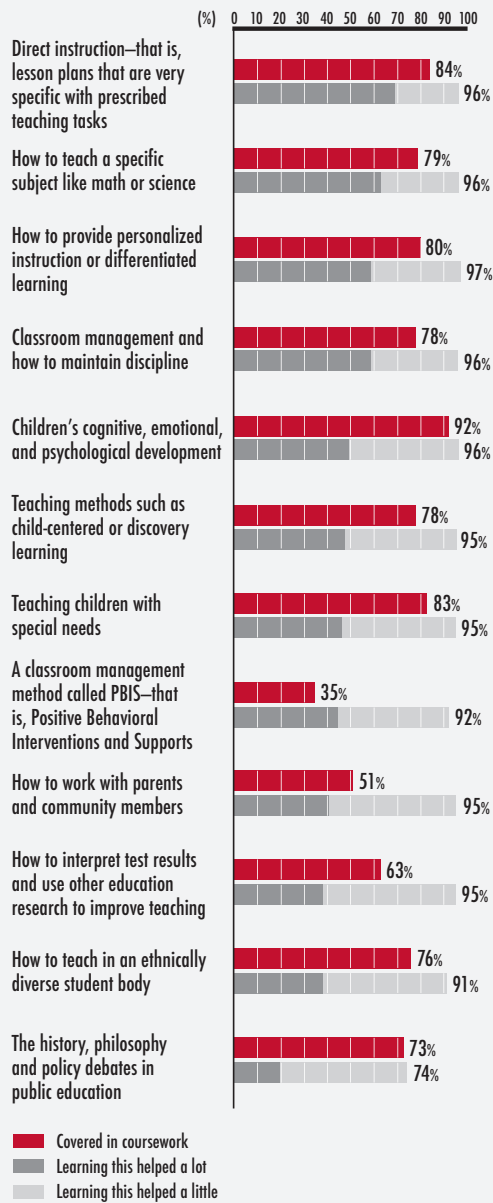 (%) 0 10 20 30 40 50 60 70 80 90 100
Direct instruction—that is,
lesson plans that are very
specific with prescribed
teaching tasks
84%
96%
How to teach a specific
subject like math or science
79%
96%
How to provide personalized
instruction or differentiated
learning
80%
97%
Classroom management and
how to maintain discipline
78%
96%
Children’s cognitive, emotional,
and psychological development
92%
96%
Teaching methods such as
child-centered or discovery
learning
78%
95%
Teaching children with
special needs
83%
95%
A classroom management
method called PBIS—that
is, Positive Behavioral
Interventions and Supports
35%
92%
How to work with parents
and community members
51%
95%
How to interpret test results
and use other education
research to improve teaching
63%
95%
How to teach in an ethnically
diverse student body
76%
91%
The history, philosophy
and policy debates in
public education
73%
74%
Covered in coursework
Learning this helped a lot
Learning this helped a little